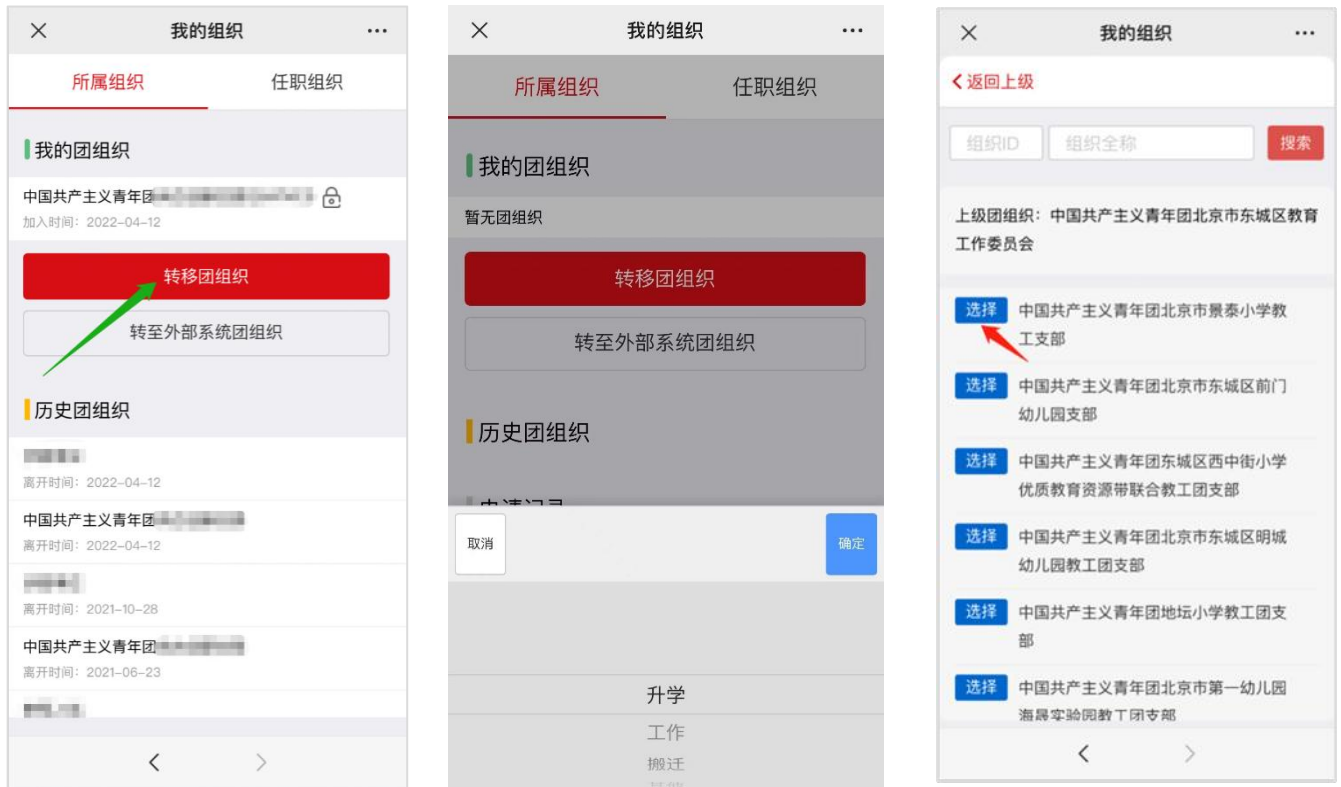 我的组织
所属组织 任职组织
我的团组织
中国共产主义青年团
加入时间：2022-04-12
转移团组织
转至外部系统团组织
历史团组织
离开时间：2022-04-12
中国共产主义青年团
离开时间：2022-04-12
离开时间：2021-10-28
中国共产主义青年团
离开时间：2021-06-23
我的组织
所属组织 任职组织
我的团组织
暂无团组织
转移团组织
转至外部系统团组织
历史团组织
申请记录
取消 确定
升学
工作
搬迁
我的组织
返回上级
组织ID 组织全称 搜索
上级团组织：中国共产主义青年团北京市东城区教育
工作委员会
选择 中国共产主义青年团北京市景泰小学教
工支部
选择 中国共产主义青年团北京市东城区前门
幼儿园支部
选择 中国共产主义青年团东城区西中街小学
优质教育资源带联合教工团支部
选择 中国共产主义青年团北京市东城区明城
幼儿园教工团支部
选择 中国共产主义青年团地坛小学教工团支
部
选择 中国共产主义青年团北京市第一幼儿园
海晟实验园教工团支部